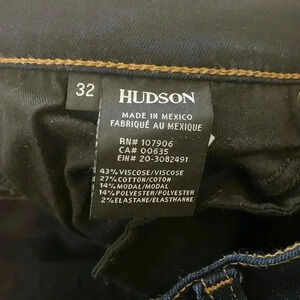 32
HUDSON
MADE IN MEXICO
FABRIQUÉ AU MEXIQUE
RN# 107906
CA# 00635
EIN# 20-3082491
43% VISCOSE/VISCOSE
27% COTTON/COTON
14% MODAL/MODAL
14% POLYESTER/POLYESTER
2% ELASTANE/ELASTHANNE